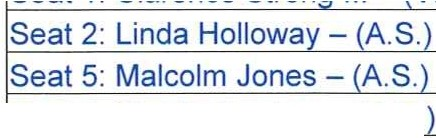 Seat 2: Linda Holloway – (A.S.)
Seat 5: Malcolm Jones – (A.S.)
)